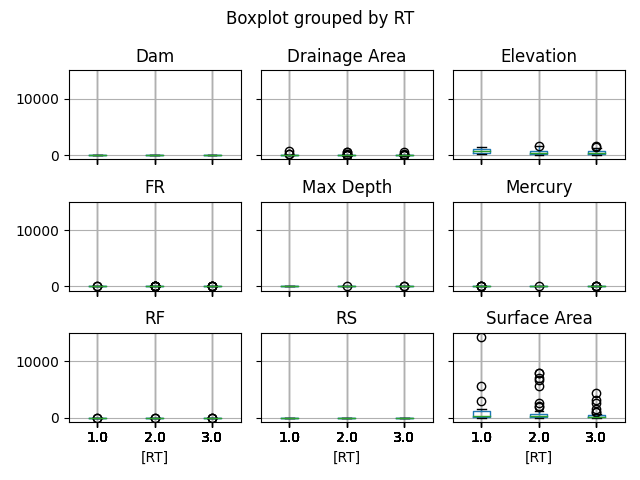 Boxplot grouped by RT
Dam Drainage Area Elevation
10000
0
FR Max Depth Mercury
10000
0
RF RS Surface Area
10000
0
1.0 2.0 3.0 1.0 2.0 3.0 1.0 2.0 3.0
[RT] [RT] [RT]